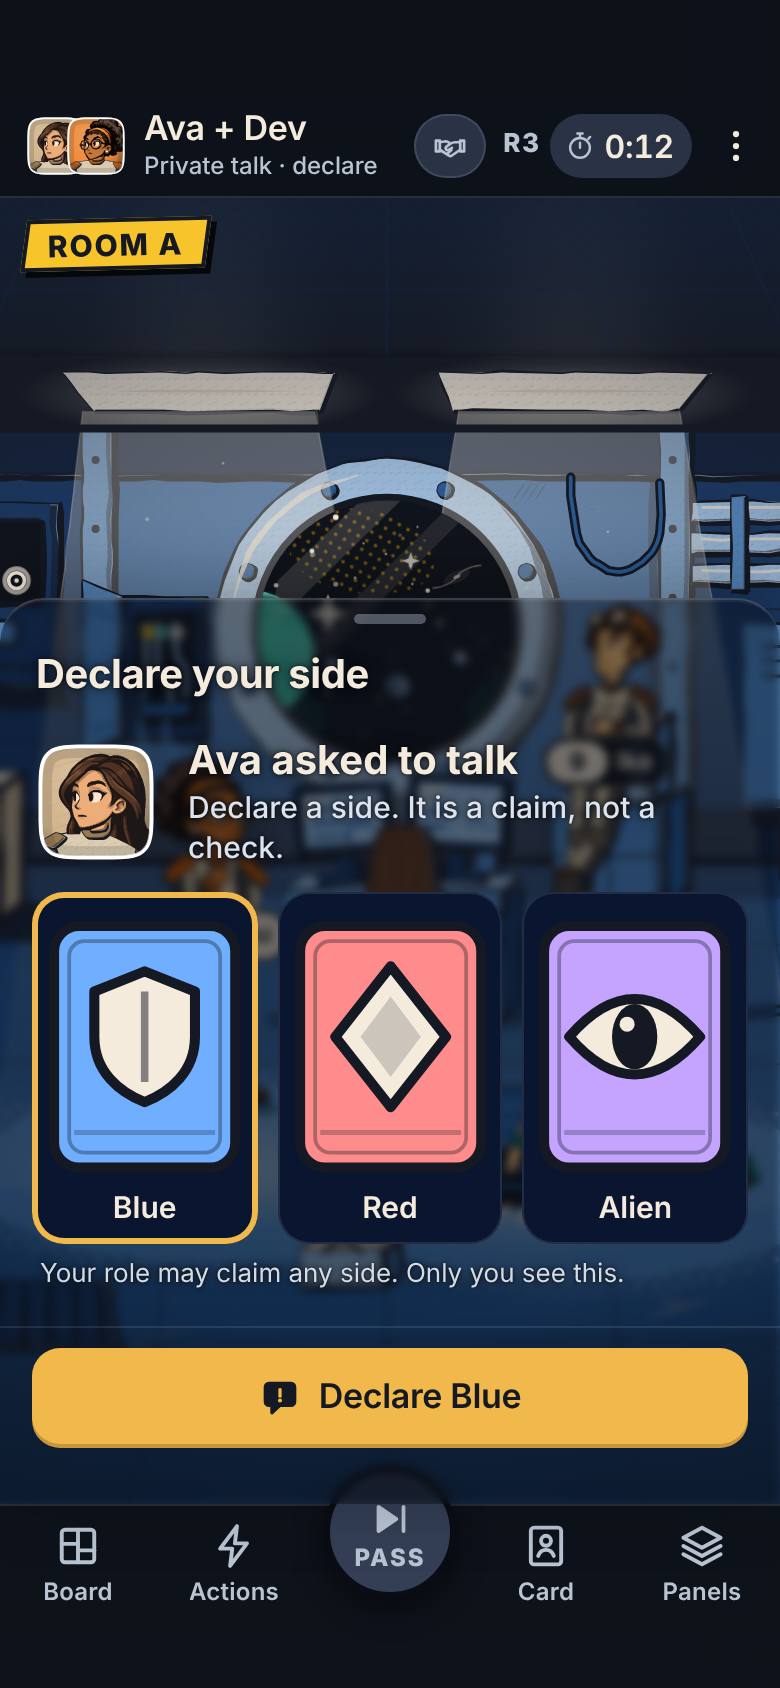 Ava + Dev
Private talk · declare
R3
0:12
ROOM A
Declare your side
Ava asked to talk
Declare a side. It is a claim, not a
check.
Blue
Red
Alien
Your role may claim any side. Only you see this.
Declare Blue
Board
Actions
PASS
Card
Panels